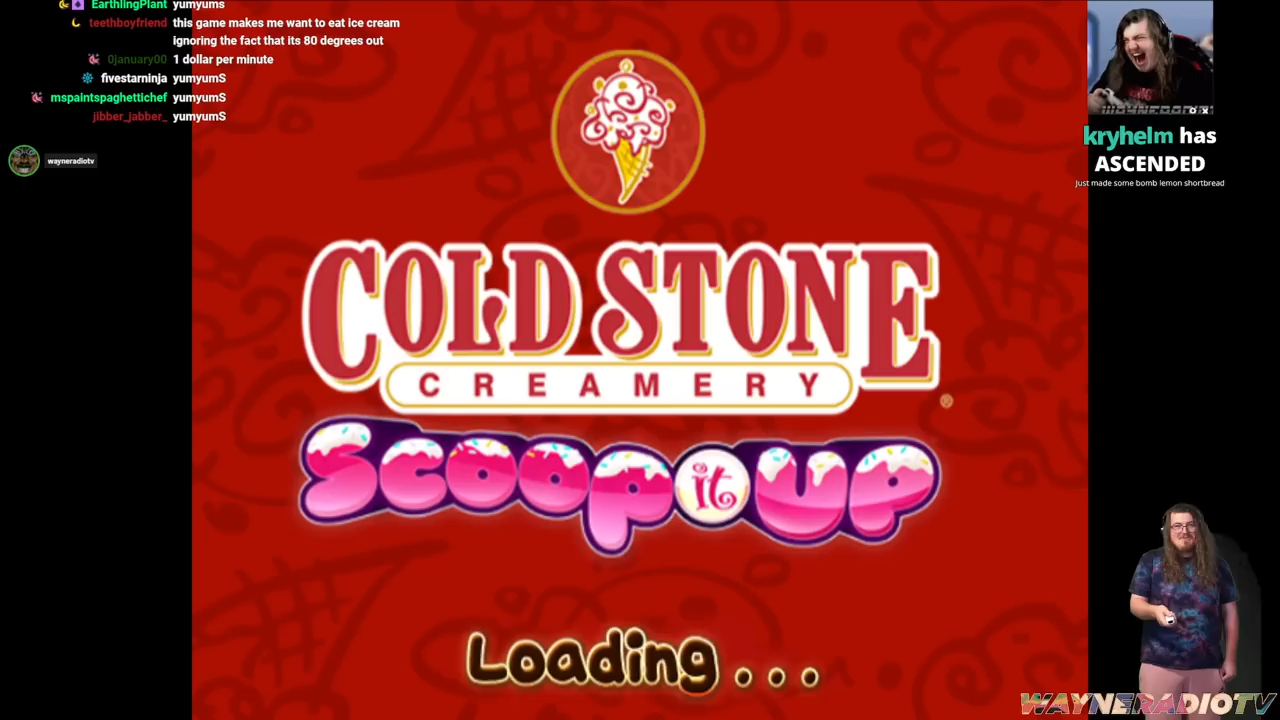 EarthlingPlant yumyums
teethboyfriend this game makes me want to eat ice cream
ignoring the fact that its 80 degrees out
0january00 1 dollar per minute
fivestarninja yumyumS
mspaintspaghettichef yumyumS
jibber_jabber_ yumyumS
wayneradiotv
kryhelm has
ASCENDED
Just made some bomb lemon shortbread
COLD STONE
CREAMERY
®
Scoop it UP
Loading...
WAYNERADIOTV